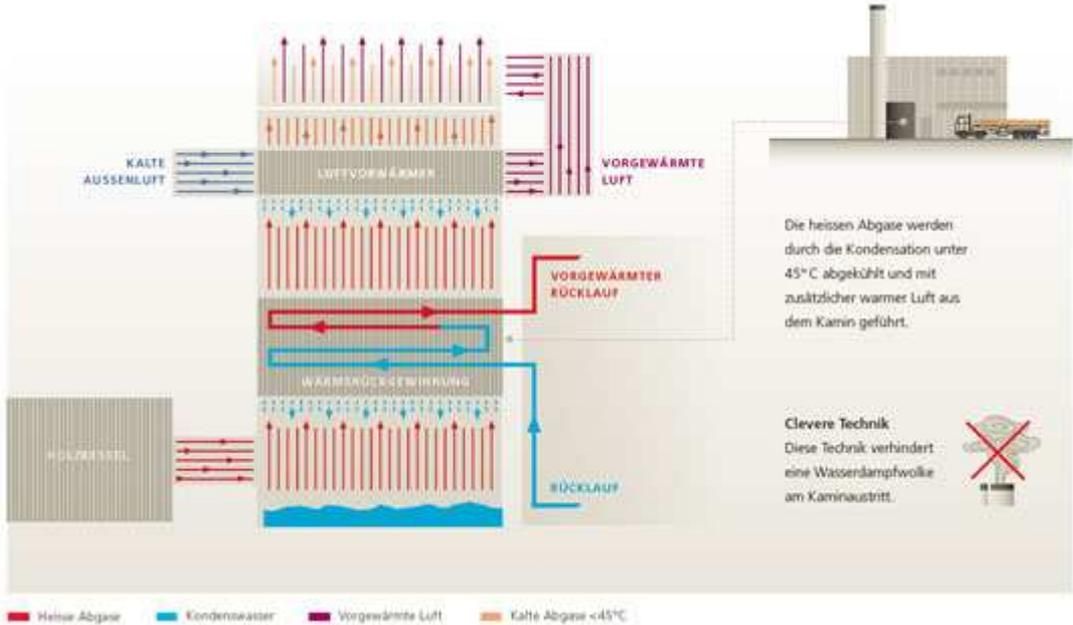 KALTE
AUSSENLUFT
LUFTVORWÄRMER
VORGEWÄRMTE
LUFT
VORGEWÄRMTER
RÜCKLAUF
WÄRMERÜCKGEWINNUNG
HOLZKESSEL
RÜCKLAUF
Die heissen Abgase werden
durch die Kondensation unter
45°C abgekühlt und mit
zusätzlicher warmer Luft aus
dem Kamin geführt.
Clevere Technik
Diese Technik verhindert
eine Wasserdampfwolke
am Kaminaustritt.
Heisse Abgase
Kondenswasser
Vorgewärmte Luft
Kalte Abgase <45°C